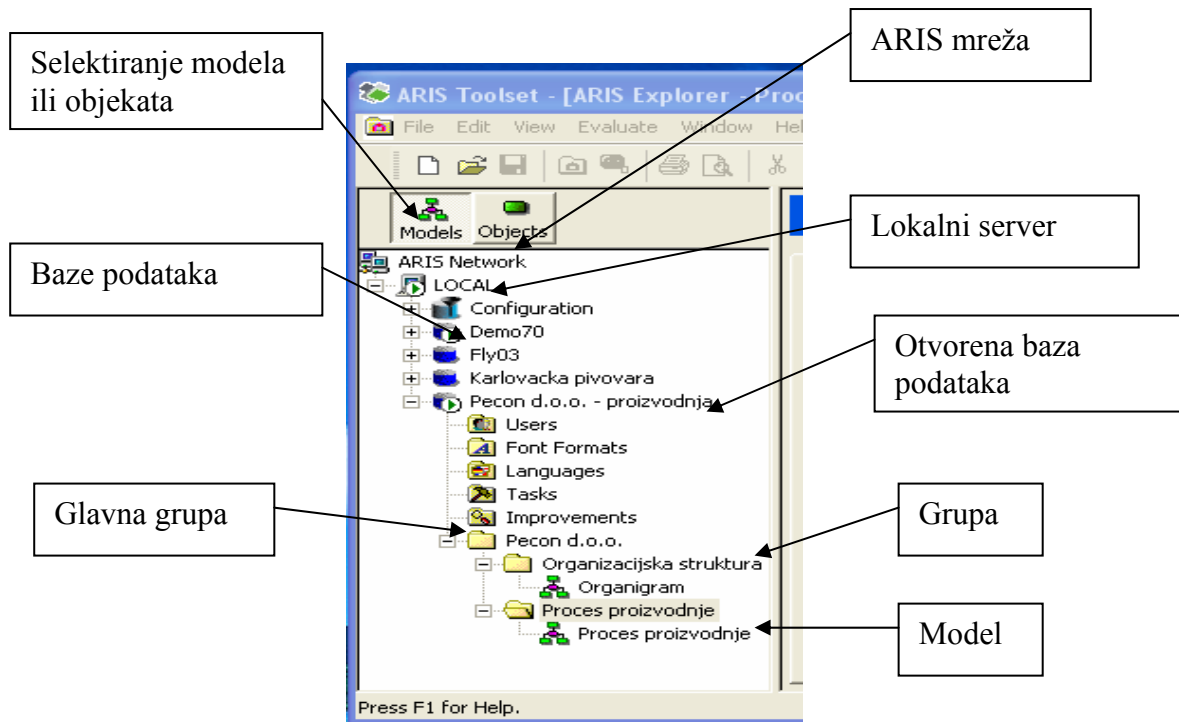 ARIS mreža
Selektiranje modela
ili objekata
ARIS Toolset - [ARIS Explorer - Proc
File Edit View Evaluate Window Hel
Models Objects
Lokalni server
Baze podataka
ARIS Network
LOCAL
Configuration
Demo70
Fly03
Karlovacka pivovara
Pecon d.o.o. - proizvodnja
Otvorena baza
podataka
Users
Font Formats
Languages
Tasks
Improvements
Pecon d.o.o.
Glavna grupa
Grupa
Organizacijska struktura
Organigram
Proces proizvodnje
Proces proizvodnje
Model
Press F1 for Help.